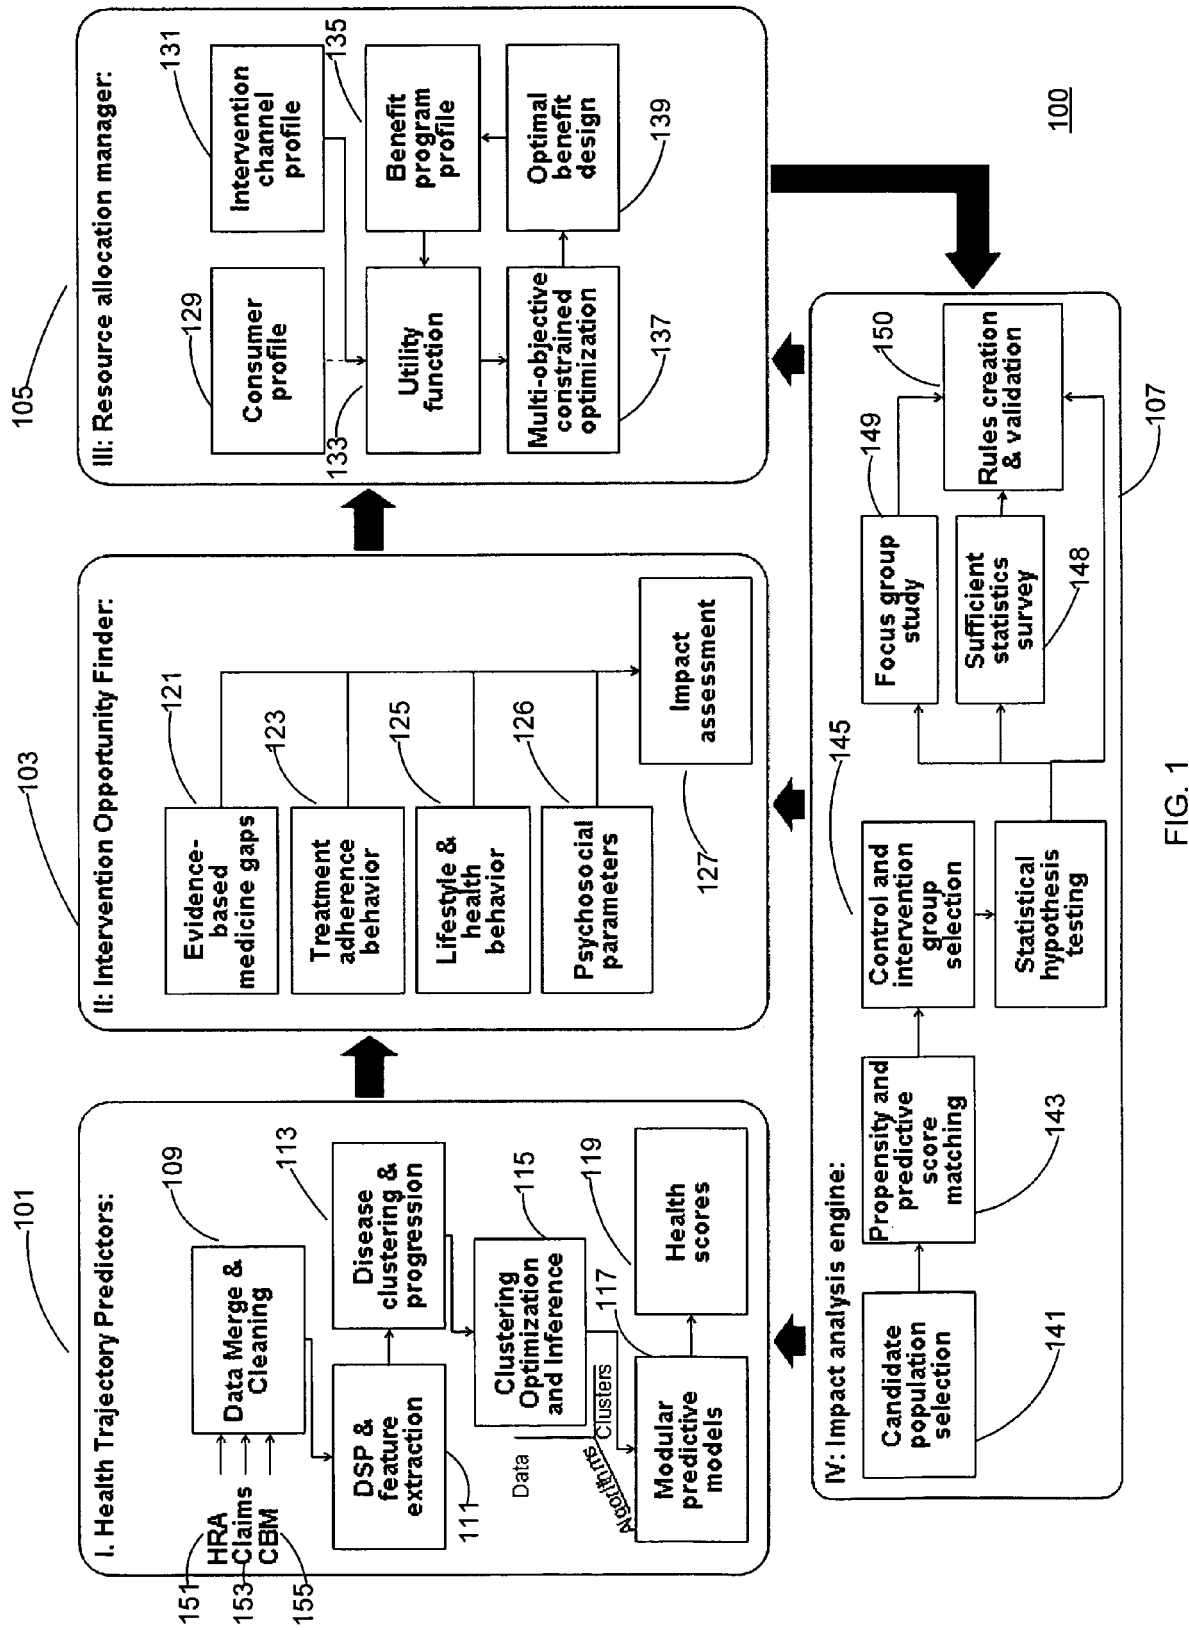 101
I. Health Trajectory Predictors:
151
HRA
153
Claims
155
CBM
109
Data Merge &
Cleaning
111
DSP &
feature
extraction
113
Disease
clustering &
progression
115
Clustering
Optimization
and Inference
Data
Algorithms
Clusters
117
Modular
predictive
models
119
Health
scores
103
II: Intervention Opportunity Finder:
121
Evidence-
based
medicine gaps
123
Treatment
adherence
behavior
125
Lifestyle &
health
behavior
126
Psychosocial
parameters
127
Impact
assessment
105
III: Resource allocation manager:
129
Consumer
profile
131
Intervention
channel
profile
133
Utility
function
135
Benefit
program
profile
137
Multi-objective
constrained
optimization
139
Optimal
benefit
design
IV: Impact analysis engine:
141
Candidate
population
selection
143
Propensity and
predictive
score
matching
145
Control and
intervention
group
selection
Statistical
hypothesis
testing
149
Focus group
study
148
Sufficient
statistics
survey
150
Rules creation
& validation
107
100
FIG. 1